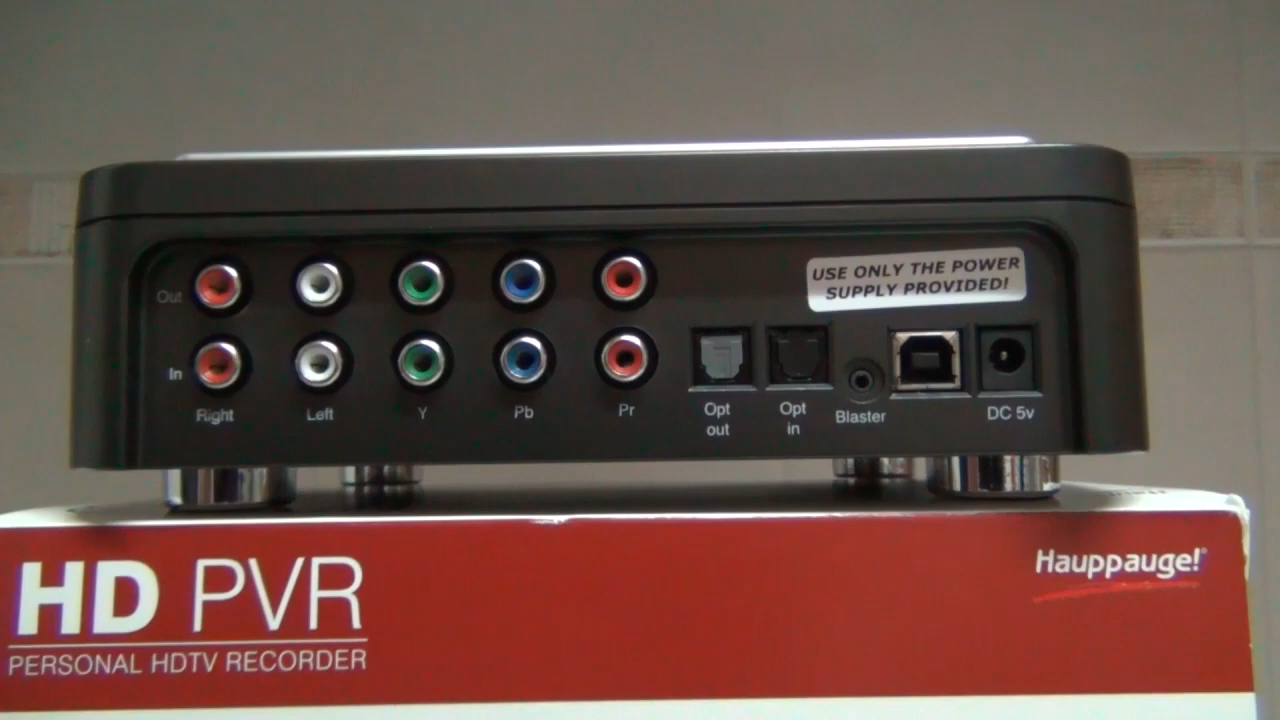 USE ONLY THE POWER
SUPPLY PROVIDED!
Out
In
Right
Left
Y
Pb
Pr
Opt
out
Opt
in
Blaster
DC 5v
HD PVR
PERSONAL HDTV RECORDER
Hauppauge!